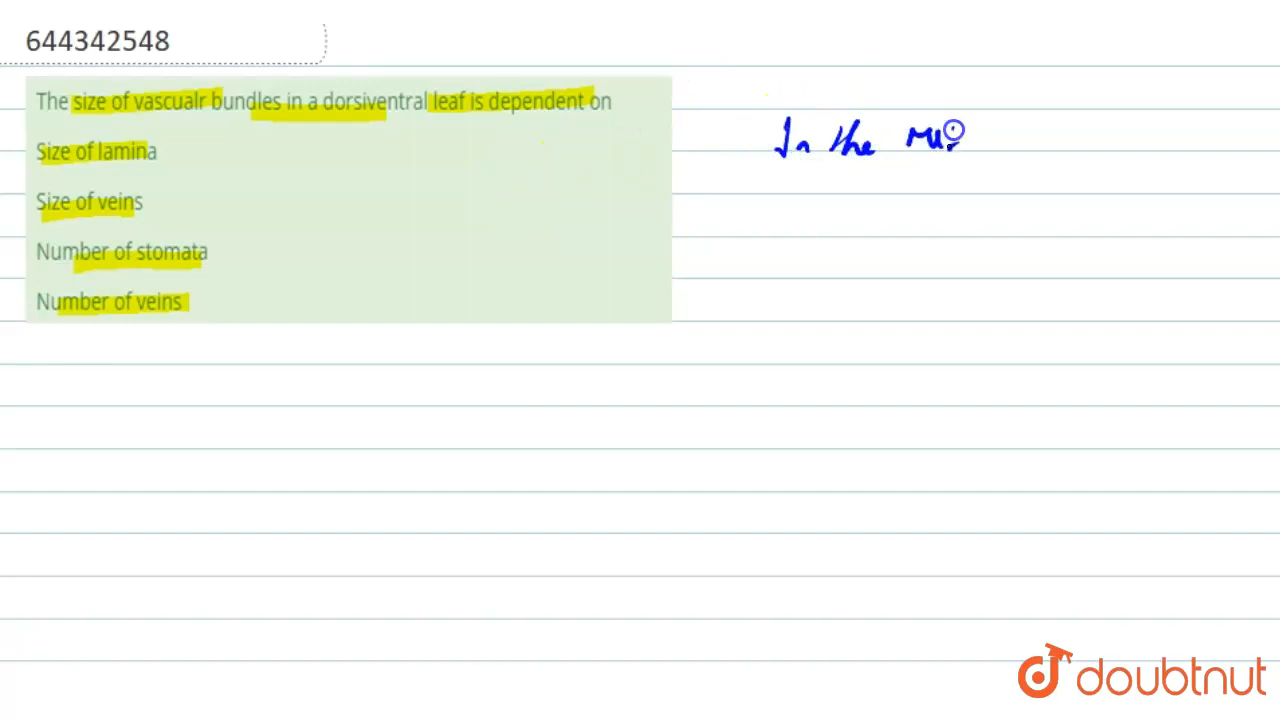 644342548
The size of vascualr bundles in a dorsiventral leaf is dependent on
Size of lamina
Size of veins
Number of stomata
Number of veins
In the
doubtnut